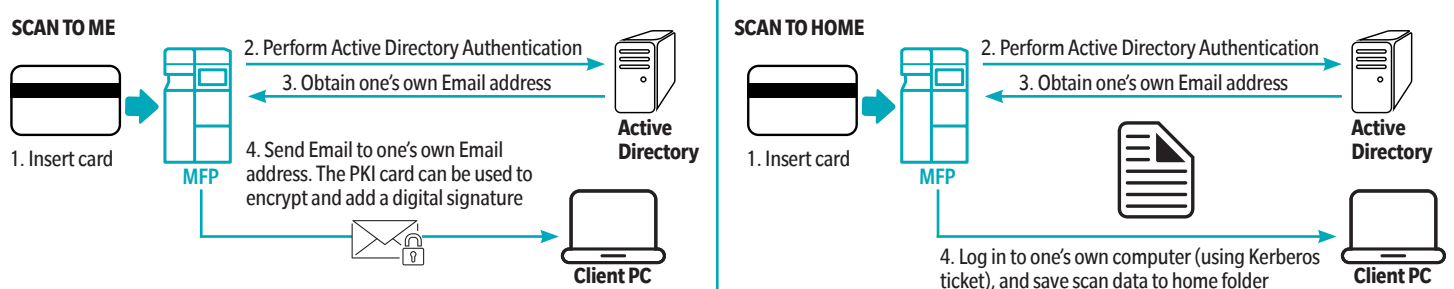 SCAN TO ME
2. Perform Active Directory Authentication
3. Obtain one's own Email address
Active
Directory
1. Insert card
MFP
4. Send Email to one's own Email
address. The PKI card can be used to
encrypt and add a digital signature
Client PC
SCAN TO HOME
2. Perform Active Directory Authentication
3. Obtain one's own Email address
Active
Directory
1. Insert card
MFP
4. Log in to one's own computer (using Kerberos
ticket), and save scan data to home folder
Client PC